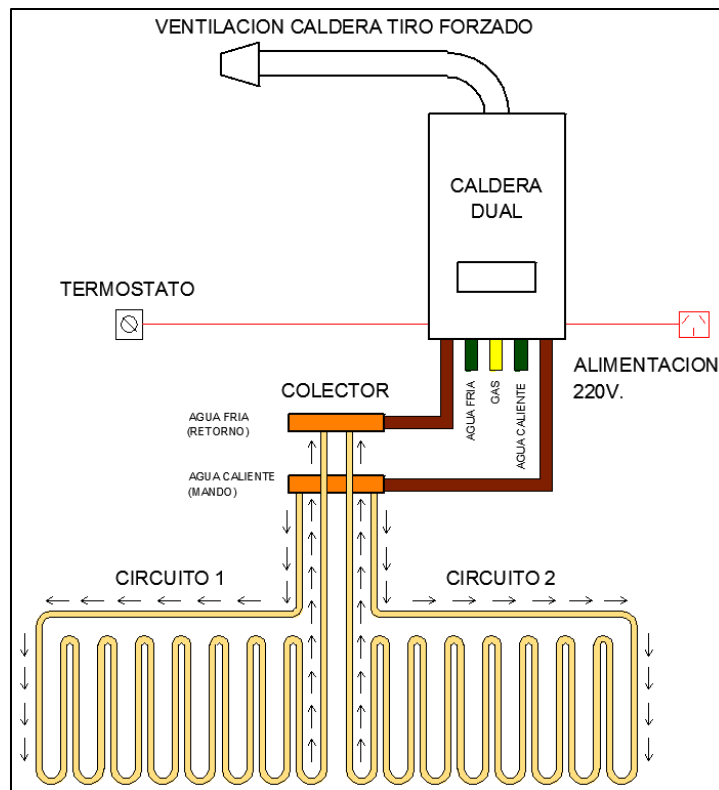 VENTILACION CALDERA TIRO FORZADO
CALDERA
DUAL
TERMOSTATO
ALIMENTACION
220V.
AGUA FRIA
GAS
AGUA CALIENTE
COLECTOR
AGUA FRIA
(RETORNO)
AGUA CALIENTE
(MANDO)
CIRCUITO 1
CIRCUITO 2